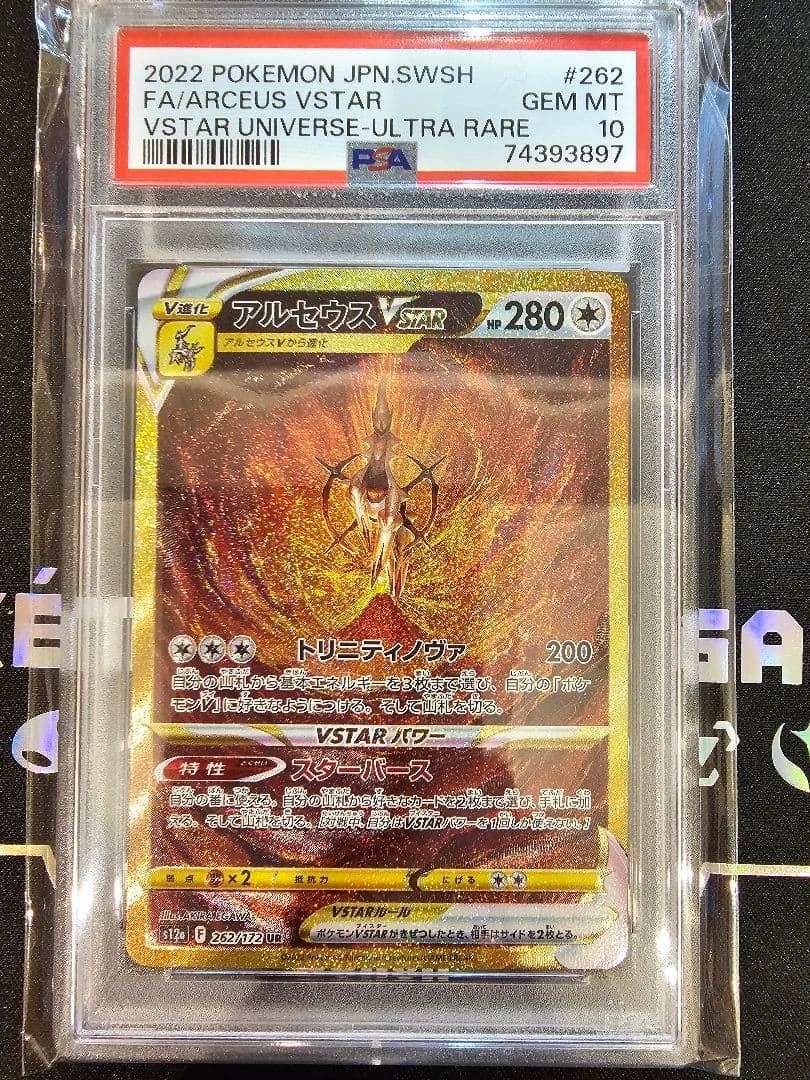 2022 POKEMON JPN.SWSH #262
FA/ARCEUS VSTAR GEM MT
VSTAR UNIVERSE-ULTRA RARE 10
PSA 74393897
V進化 アルセウス VSTAR HP 280
アルセウスVから進化
トリニティノヴァ 200
自分の山札から基本エネルギーを3枚まで選び、自分の「ポケ
モンV」に好きなようにつける。そして山札を切る。
VSTARパワー
特性 とくせい スターバース
自分の番に使える。自分の山札から好きなカードを2枚まで選び、手札に加
える。そして山札を切る。[対戦中、自分はVSTARパワーを1回しか使えない。]
弱点 ×2 抵抗力 にげる
Illus. AKIRA EGAWA
VSTARルール
s12a F 262/172 UR
ポケモンVSTARがきぜつしたとき、相手はサイドを2枚とる。